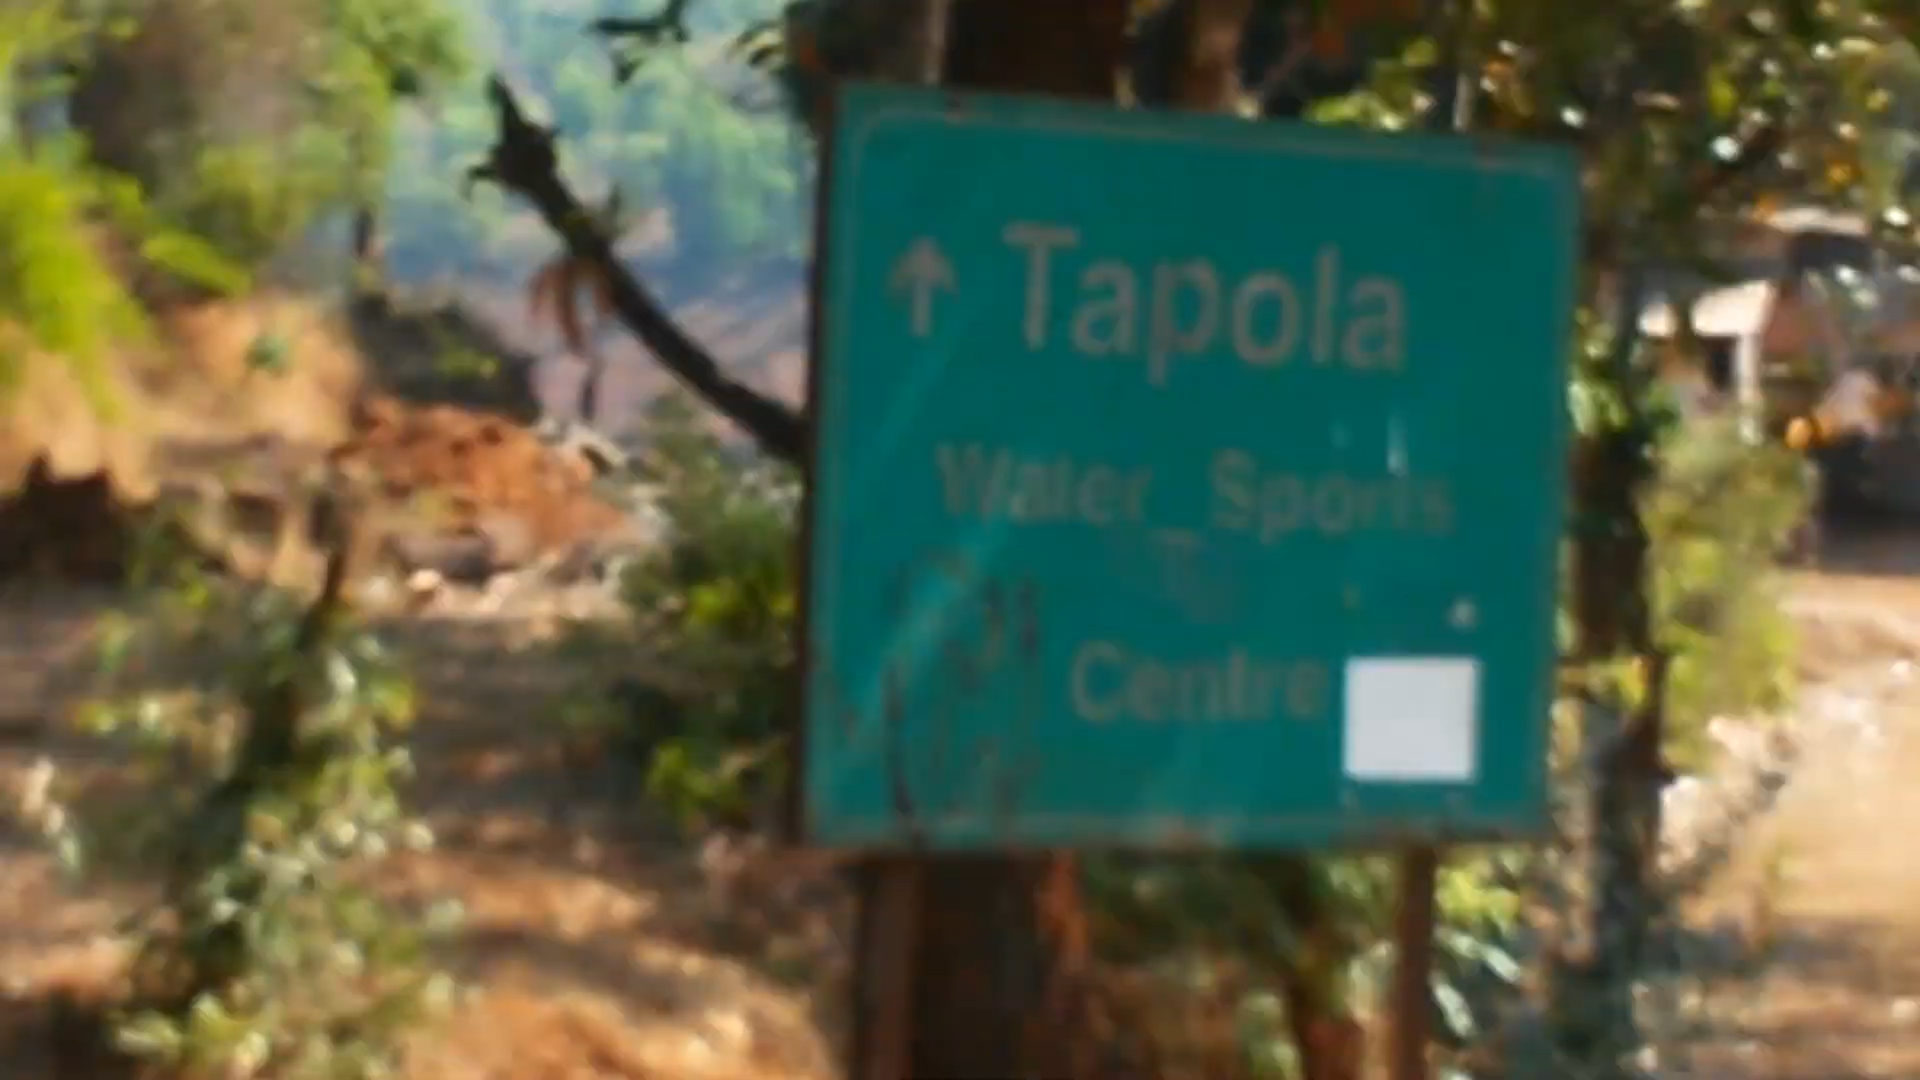 ↑ Tapola
Water Sports
Centre